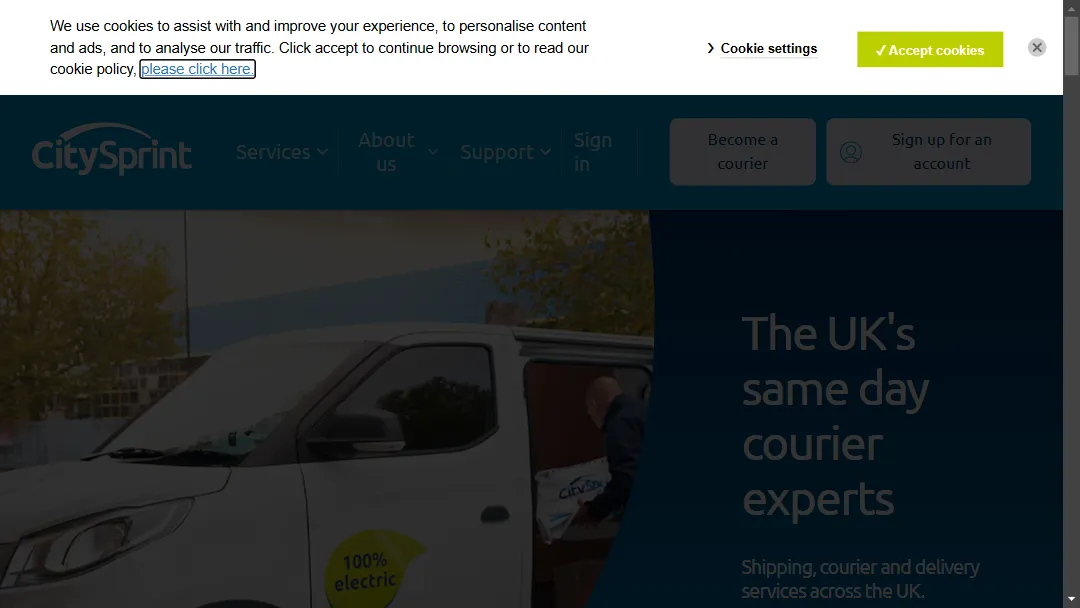 We use cookies to assist with and improve your experience, to personalise content
and ads, and to analyse our traffic. Click accept to continue browsing or to read our
cookie policy, please click here.
Cookie settings
✓Accept cookies
CitySprint
Services
About
us
Support
Sign
in
Become a
courier
Sign up for an
account
The UK's
same day
courier
experts
Shipping, courier and delivery
services across the UK.
100%
electric